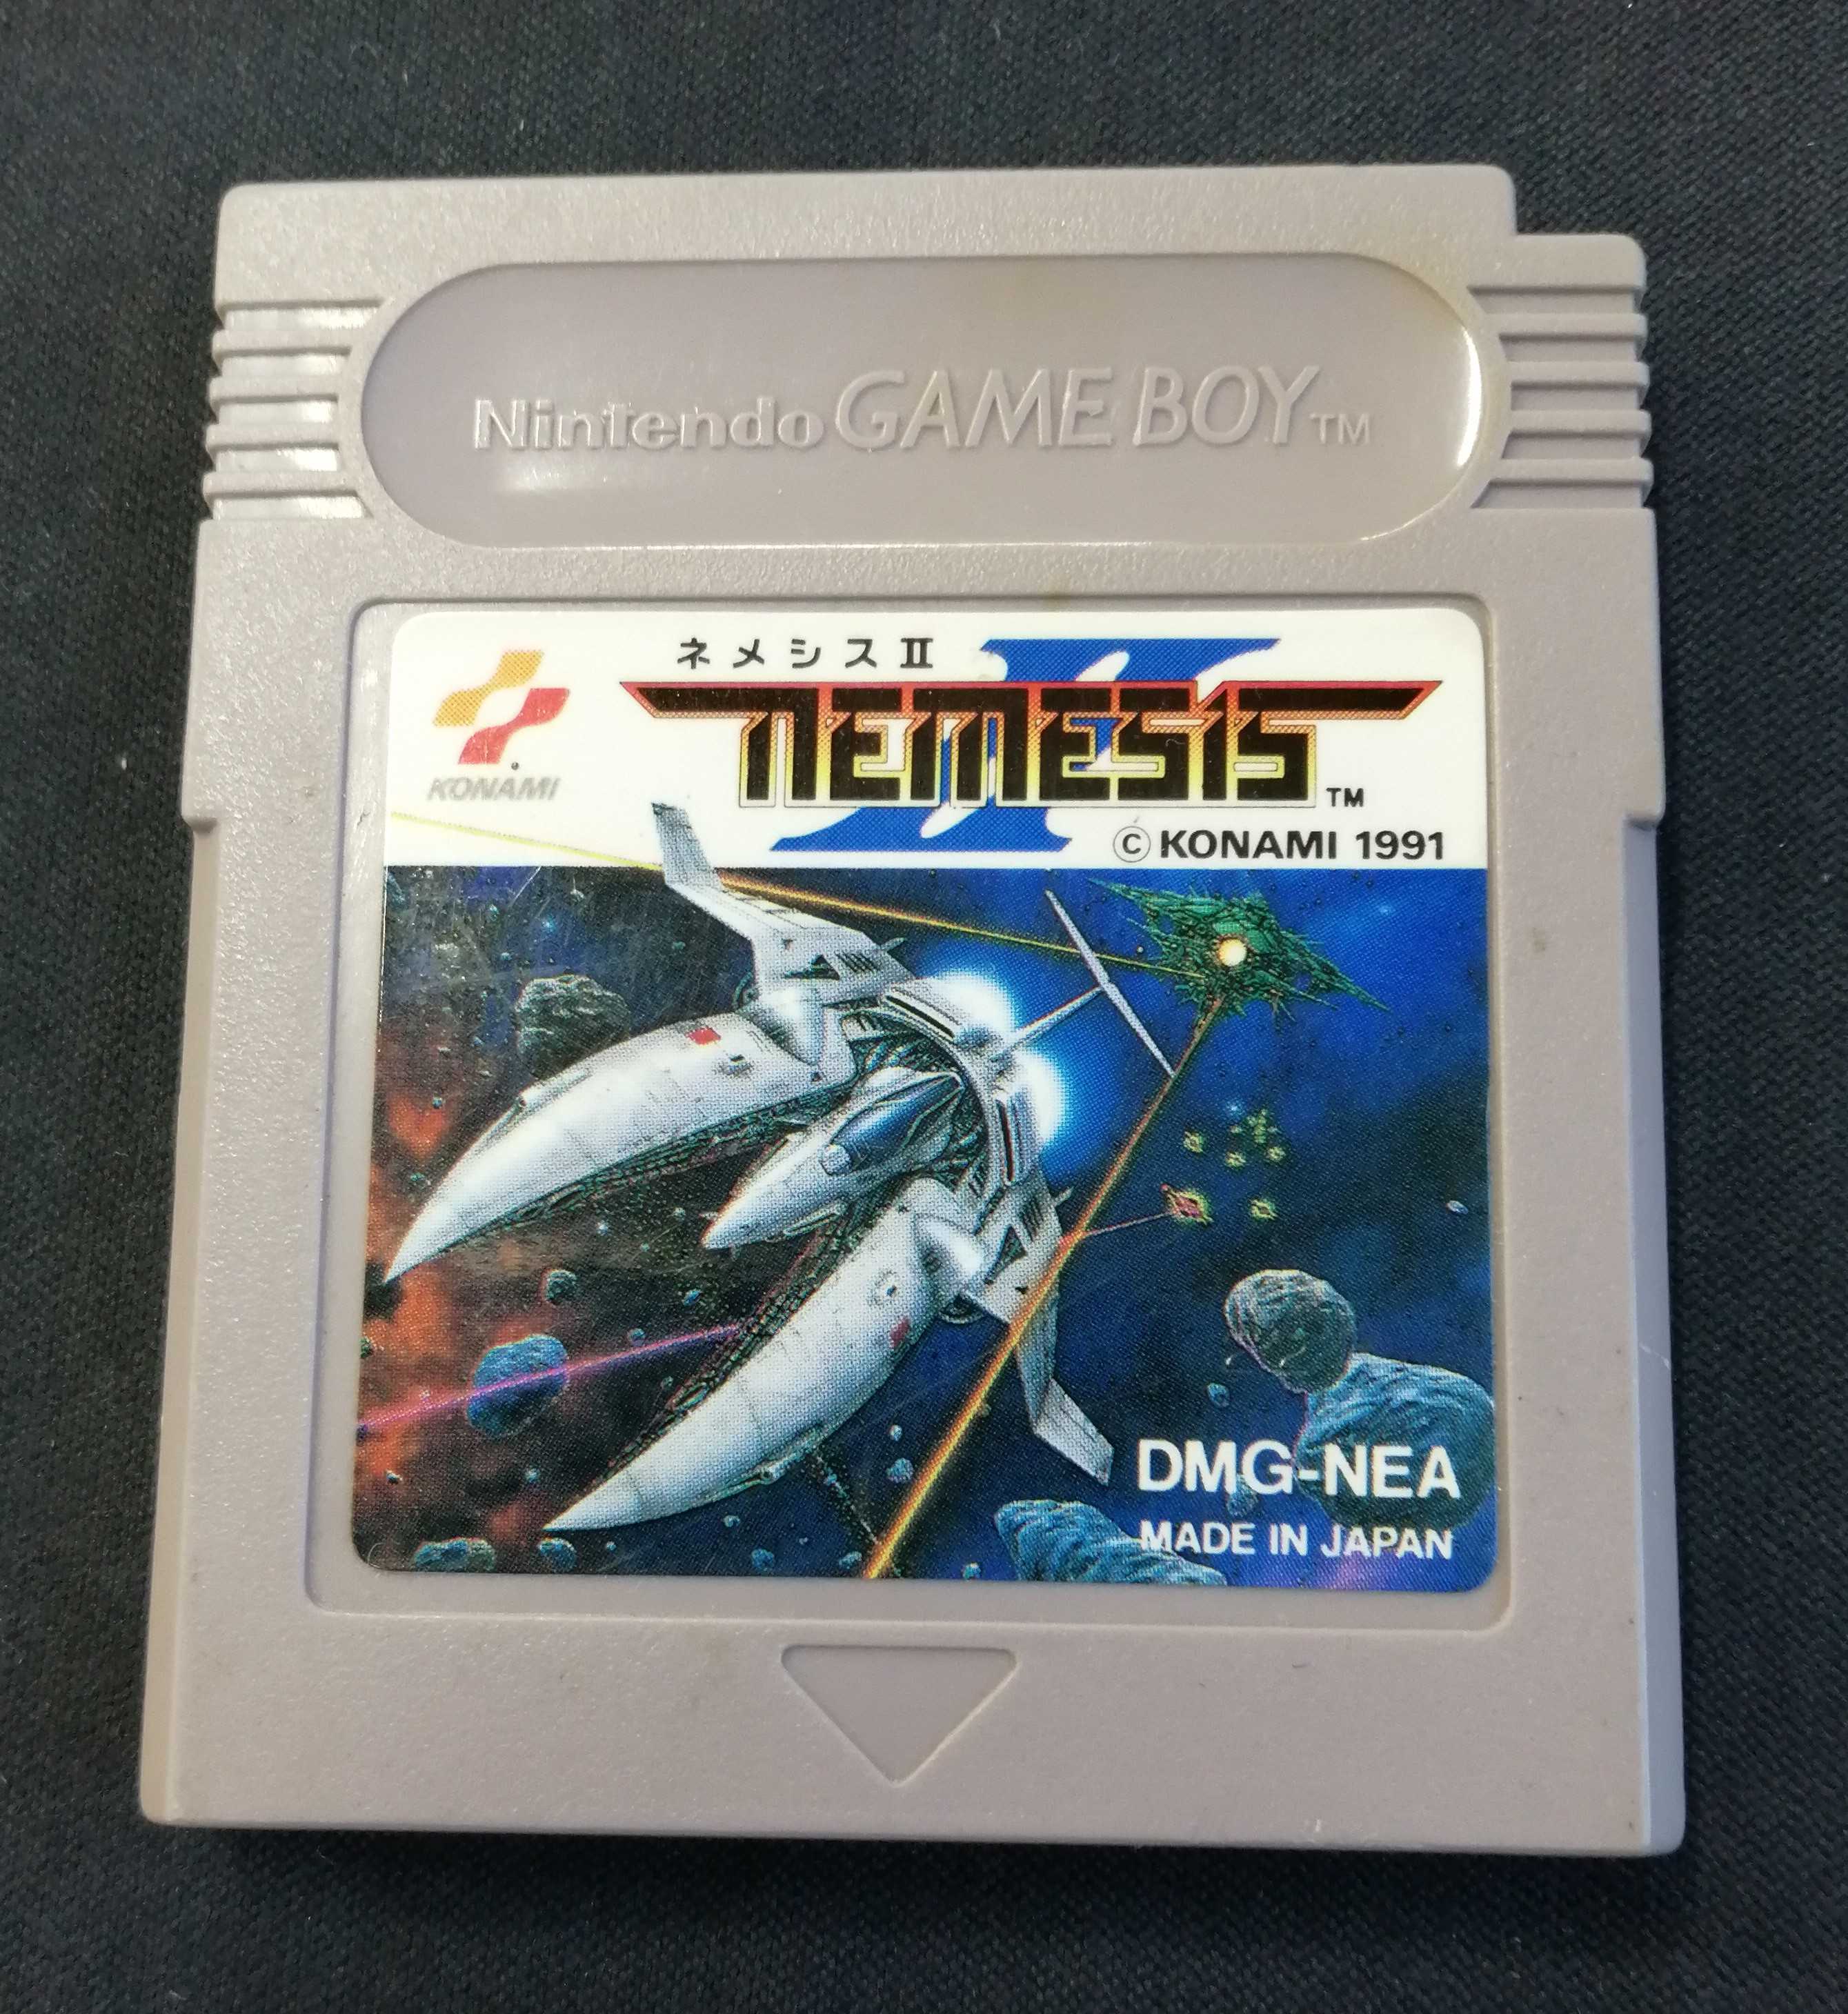 Nintendo GAME BOY TM
ネメシスII
II
NEMESIS TM
KONAMI
© KONAMI 1991
DMG-NEA
MADE IN JAPAN